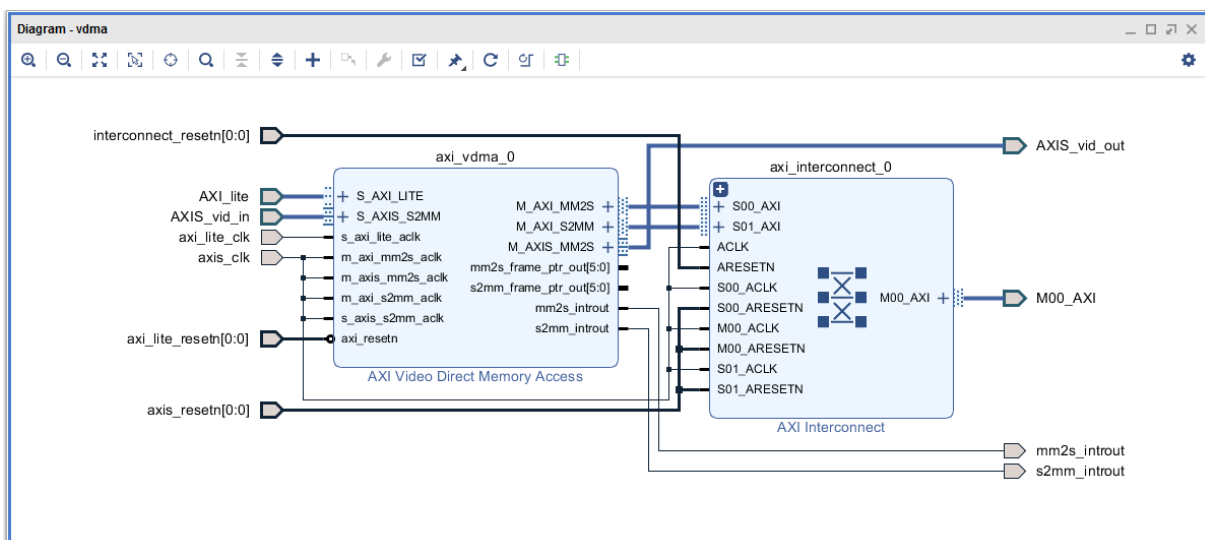 Diagram - vdma
interconnect_resetn[0:0]
AXI_lite
AXIS_vid_in
axi_lite_clk
axis_clk
axi_lite_resetn[0:0]
axis_resetn[0:0]
axi_vdma_0
S_AXI_LITE
S_AXIS_S2MM
s_axi_lite_aclk
m_axi_mm2s_aclk
m_axis_mm2s_aclk
m_axi_s2mm_aclk
s_axis_s2mm_aclk
axi_resetn
M_AXI_MM2S
M_AXI_S2MM
M_AXIS_MM2S
mm2s_frame_ptr_out[5:0]
s2mm_frame_ptr_out[5:0]
mm2s_introut
s2mm_introut
AXI Video Direct Memory Access
axi_interconnect_0
S00_AXI
S01_AXI
ACLK
ARESETN
S00_ACLK
S00_ARESETN
M00_ACLK
M00_ARESETN
S01_ACLK
S01_ARESETN
M00_AXI
AXI Interconnect
AXIS_vid_out
M00_AXI
mm2s_introut
s2mm_introut